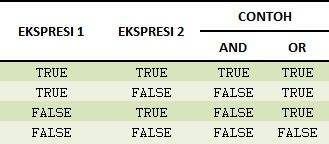 EKSPRESI 1 EKSPRESI 2 CONTOH
AND OR
TRUE TRUE TRUE TRUE
TRUE FALSE FALSE TRUE
FALSE TRUE FALSE TRUE
FALSE FALSE FALSE FALSE